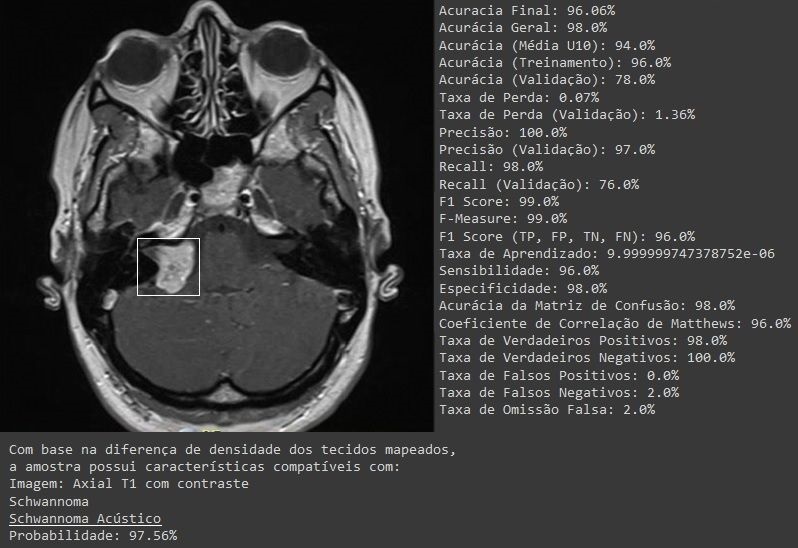 Acuracia Final: 96.06%
Acurácia Geral: 98.0%
Acurácia (Média U10): 94.0%
Acurácia (Treinamento): 96.0%
Acurácia (Validação): 78.0%
Taxa de Perda: 0.07%
Taxa de Perda (Validação): 1.36%
Precisão: 100.0%
Precisão (Validação): 97.0%
Recall: 98.0%
Recall (Validação): 76.0%
F1 Score: 99.0%
F-Measure: 99.0%
F1 Score (TP, FP, TN, FN): 96.0%
Taxa de Aprendizado: 9.999999747378752e-06
Sensibilidade: 96.0%
Especificidade: 98.0%
Acurácia da Matriz de Confusão: 98.0%
Coeficiente de Correlação de Matthews: 96.0%
Taxa de Verdadeiros Positivos: 98.0%
Taxa de Verdadeiros Negativos: 100.0%
Taxa de Falsos Positivos: 0.0%
Taxa de Falsos Negativos: 2.0%
Taxa de Omissão Falsa: 2.0%
Com base na diferença de densidade dos tecidos mapeados,
a amostra possui características compatíveis com:
Imagem: Axial T1 com contraste
Schwannoma
Schwannoma Acústico
Probabilidade: 97.56%